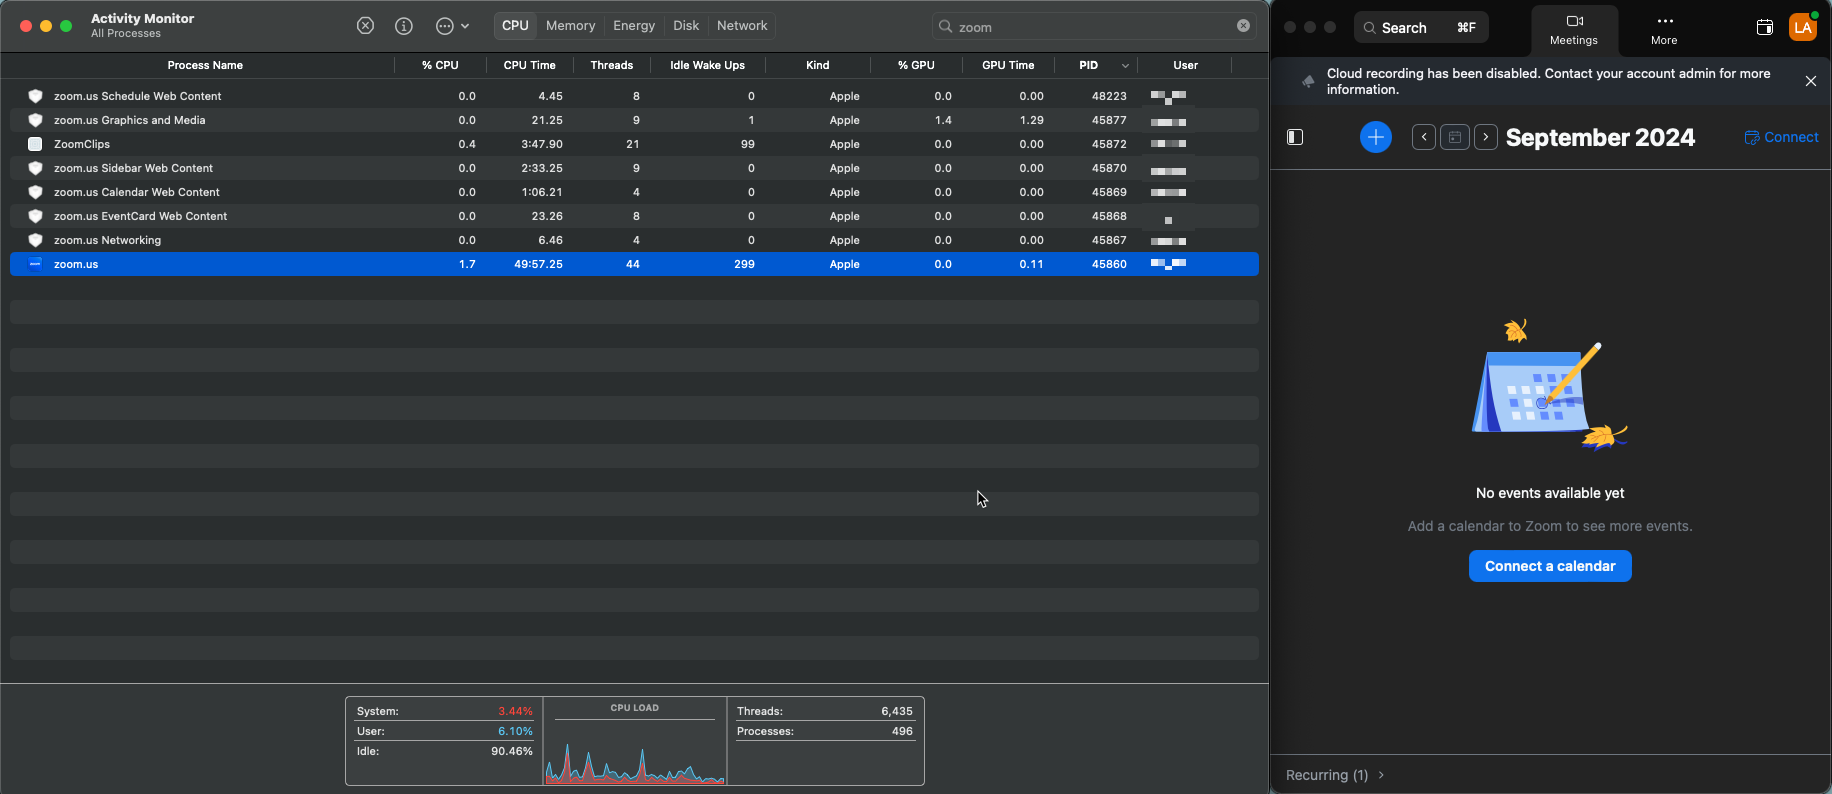 Activity Monitor
All Processes
CPU Memory Energy Disk Network
zoom
Process Name % CPU CPU Time Threads Idle Wake Ups Kind % GPU GPU Time PID User
zoom.us Schedule Web Content 0.0 4.45 8 0 Apple 0.0 0.00 48223
zoom.us Graphics and Media 0.0 21.25 9 1 Apple 1.4 1.29 45877
ZoomClips 0.4 3:47.90 21 99 Apple 0.0 0.00 45872
zoom.us Sidebar Web Content 0.0 2:33.25 9 0 Apple 0.0 0.00 45870
zoom.us Calendar Web Content 0.0 1:06.21 4 0 Apple 0.0 0.00 45869
zoom.us EventCard Web Content 0.0 23.26 8 0 Apple 0.0 0.00 45868
zoom.us Networking 0.0 6.46 4 0 Apple 0.0 0.00 45867
zoom.us 1.7 49:57.25 44 299 Apple 0.0 0.11 45860
System: 3.44%
User: 6.10%
Idle: 90.46%
CPU LOAD
Threads: 6,435
Processes: 496
Search ⌘F
Meetings
More
LA
Cloud recording has been disabled. Contact your account admin for more
information.
September 2024
Connect
No events available yet
Add a calendar to Zoom to see more events.
Connect a calendar
Recurring (1)